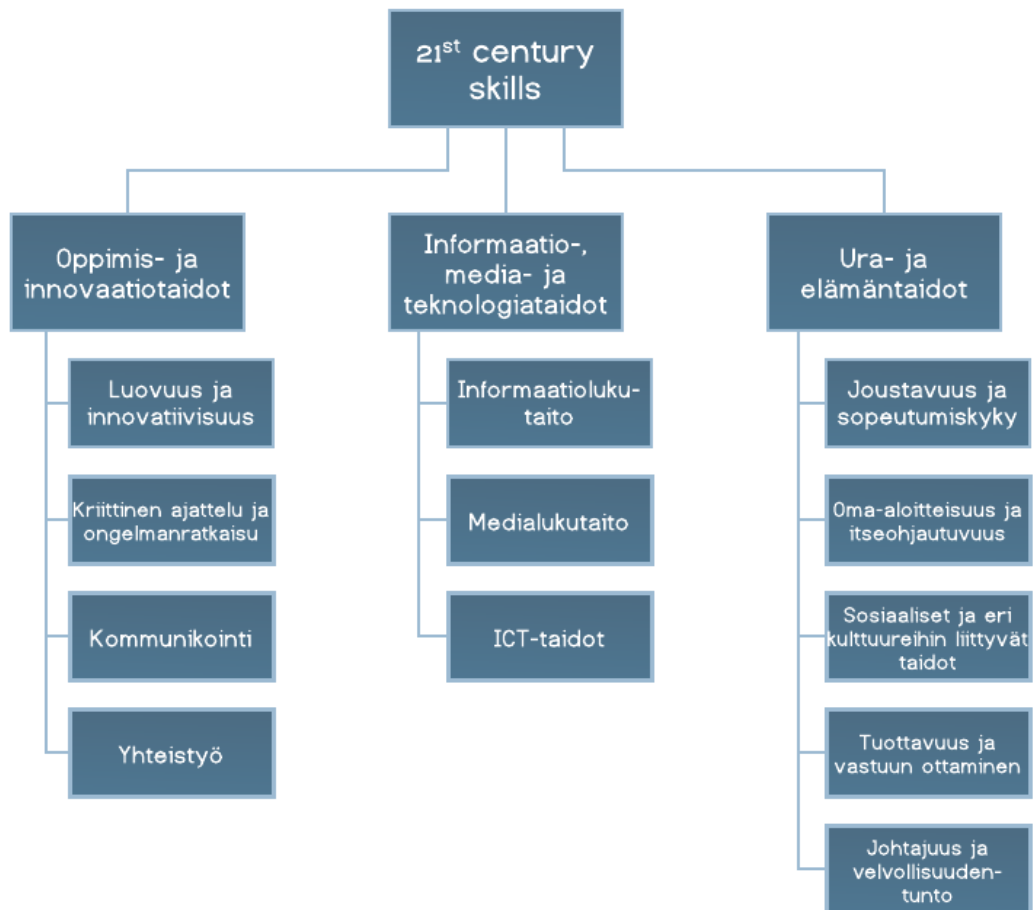 21st century
skills
Oppimis- ja
innovaatiotaidot
Luovuus ja
innovatiivisuus
Kriittinen ajattelu ja
ongelmanratkaisu
Kommunikointi
Yhteistyö
Informaatio-,
media- ja
teknologiataidot
Informaatioluku-
taito
Medialukutaito
ICT-taidot
Ura- ja
elämäntaidot
Joustavuus ja
sopeutumiskyky
Oma-aloitteisuus ja
itseohjautuvuus
Sosiaaliset ja eri
kulttuureihin liittyvät
taidot
Tuottavuus ja
vastuun ottaminen
Johtajuus ja
velvollisuuden-
tunto